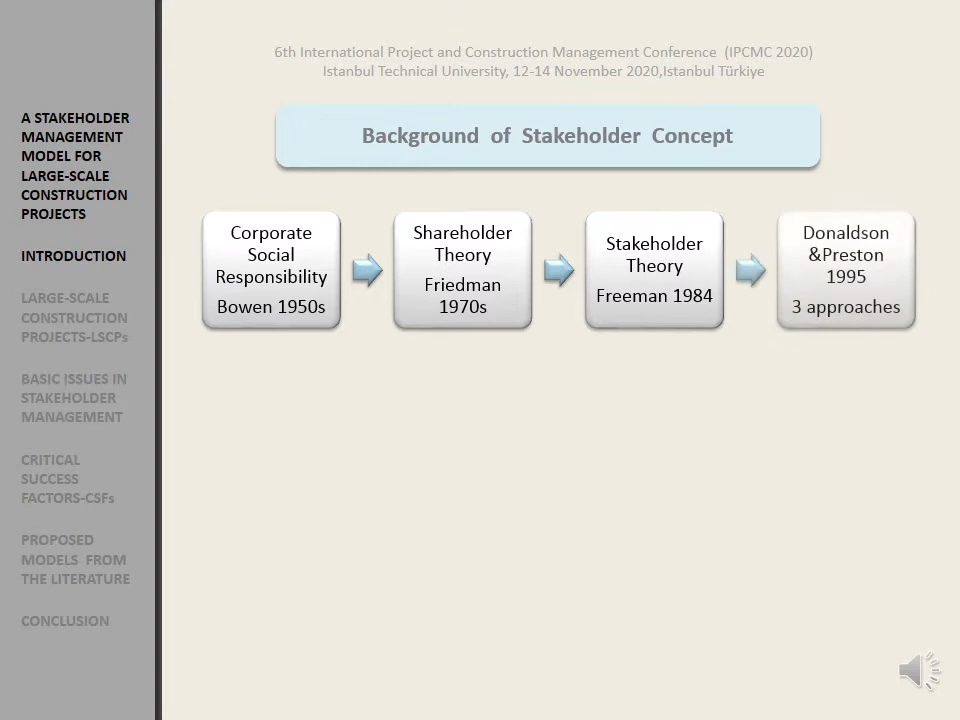 6th International Project and Construction Management Conference (IPCMC 2020)
Istanbul Technical University, 12-14 November 2020,Istanbul Türkiye
A STAKEHOLDER
MANAGEMENT
MODEL FOR
LARGE-SCALE
CONSTRUCTION
PROJECTS
INTRODUCTION
LARGE-SCALE
CONSTRUCTION
PROJECTS-LSCPs
BASIC ISSUES IN
STAKEHOLDER
MANAGEMENT
CRITICAL
SUCCESS
FACTORS-CSFs
PROPOSED
MODELS FROM
THE LITERATURE
CONCLUSION
Background of Stakeholder Concept
Corporate
Social
Responsibility
Bowen 1950s
Shareholder
Theory
Friedman
1970s
Stakeholder
Theory
Freeman 1984
Donaldson
&Preston
1995
3 approaches